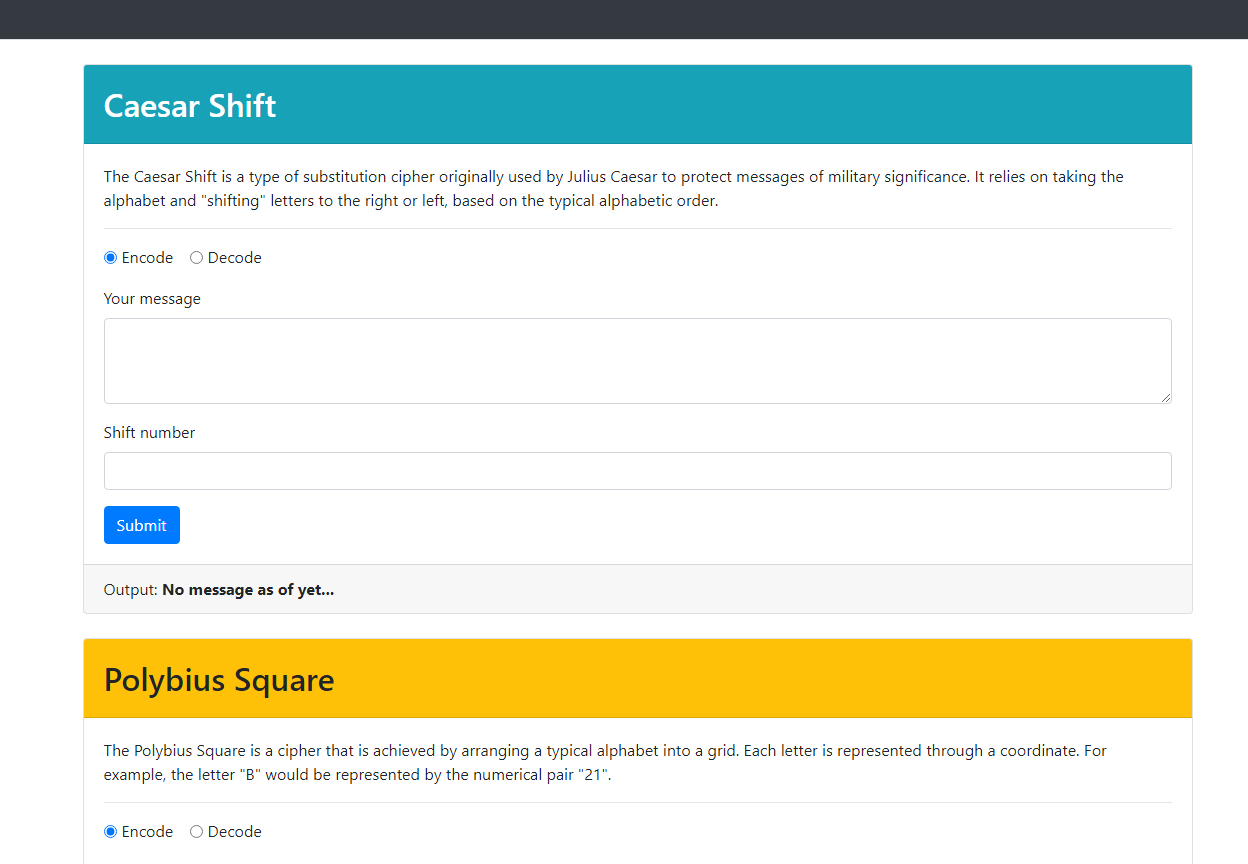 Caesar Shift
The Caesar Shift is a type of substitution cipher originally used by Julius Caesar to protect messages of military significance. It relies on taking the
alphabet and "shifting" letters to the right or left, based on the typical alphabetic order.
Encode Decode
Your message
Shift number
Submit
Output: No message as of yet...
Polybius Square
The Polybius Square is a cipher that is achieved by arranging a typical alphabet into a grid. Each letter is represented through a coordinate. For
example, the letter "B" would be represented by the numerical pair "21".
Encode Decode